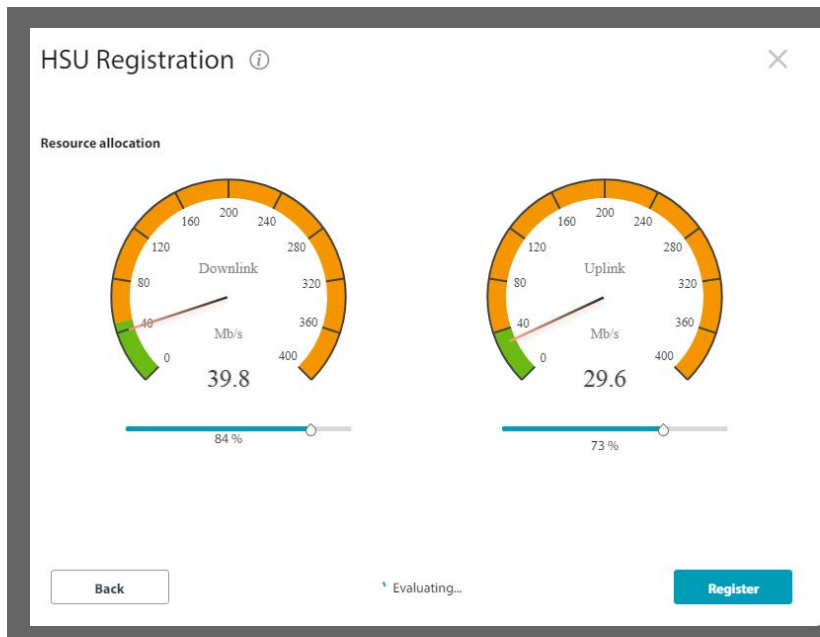 HSU Registration i
Resource allocation
0
40
80
120
160
200
240
280
320
360
400
Downlink
Mb/s
39.8
84 %
0
40
80
120
160
200
240
280
320
360
400
Uplink
Mb/s
29.6
73 %
Back
Evaluating...
Register